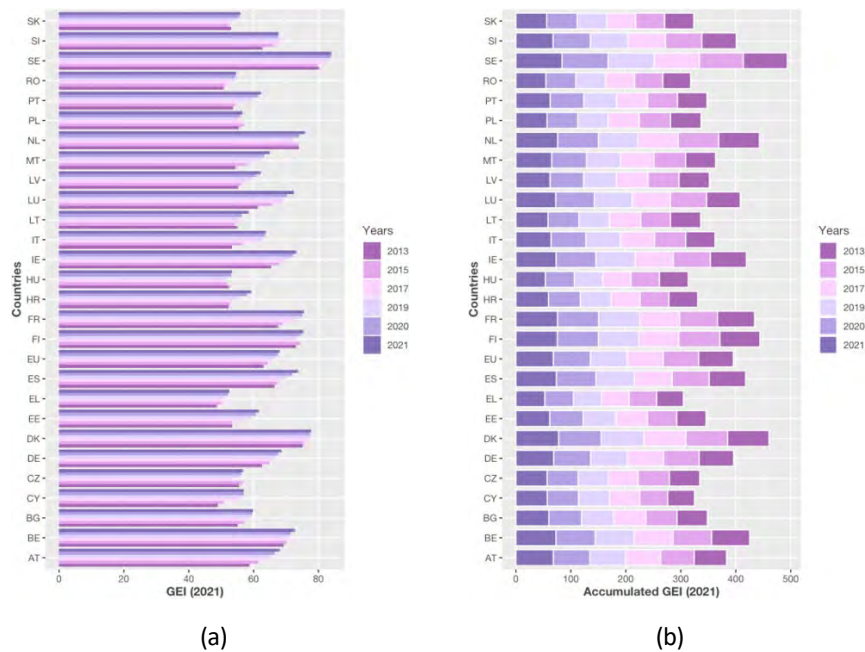 SK
SI
SE
RO
PT
PL
NL
MT
LV
LU
LT
IT
IE
HU
HR
FR
FI
EU
ES
EL
EE
DK
DE
CZ
CY
BG
BE
AT
Countries
0 20 40 60 80
GEI (2021)
Years
2013
2015
2017
2019
2020
2021
(a)
SK
SI
SE
RO
PT
PL
NL
MT
LV
LU
LT
IT
IE
HU
HR
FR
FI
EU
ES
EL
EE
DK
DE
CZ
CY
BG
BE
AT
Countries
0 100 200 300 400 500
Accumulated GEI (2021)
Years
2013
2015
2017
2019
2020
2021
(b)